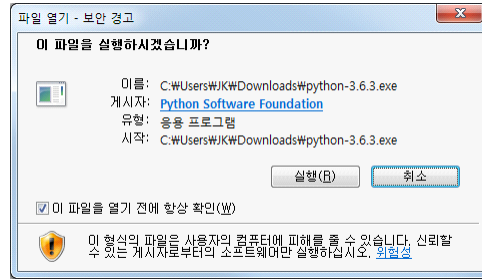 파일 열기 - 보안 경고
이 파일을 실행하시겠습니까?
이름: C:₩Users₩JK₩Downloads₩python-3.6.3.exe
게시자: Python Software Foundation
유형: 응용 프로그램
시작: C:₩Users₩JK₩Downloads₩python-3.6.3.exe
실행(R) 취소
이 파일을 열기 전에 항상 확인(W)
이 형식의 파일은 사용자의 컴퓨터에 피해를 줄 수 있습니다. 신뢰할
수 있는 게시자로부터의 소프트웨어만 실행하십시오. 위험성